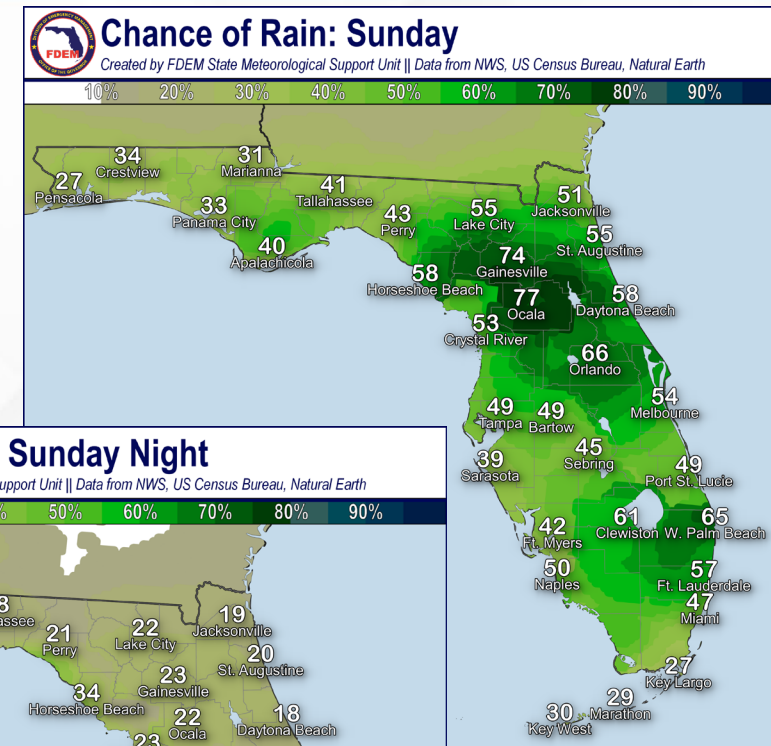 FDEM
Chance of Rain: Sunday
Created by FDEM State Meteorological Support Unit || Data from NWS, US Census Bureau, Natural Earth
10% 20% 30% 40% 50% 60% 70% 80% 90%
34
Crestview
31
Marianna
27
Pensacola
41
Tallahassee
33
Panama City
43
Perry
55
Lake City
51
Jacksonville
40
Apalachicola
55
St. Augustine
74
Gainesville
58
Horseshoe Beach
77
Ocala
58
Daytona Beach
53
Crystal River
66
Orlando
54
Melbourne
49
Tampa
49
Bartow
45
Sebring
39
Sarasota
49
Port St. Lucie
42
Ft. Myers
61
Clewiston
65
W. Palm Beach
50
Naples
57
Ft. Lauderdale
47
Miami
27
Key Largo
29
Marathon
30
Key West
Sunday Night
upport Unit || Data from NWS, US Census Bureau, Natural Earth
% 50% 60% 70% 80% 90%
8
assee
21
Perry
22
Lake City
19
Jacksonville
20
St. Augustine
23
Gainesville
34
Horseshoe Beach
22
Ocala
18
Daytona Beach
23